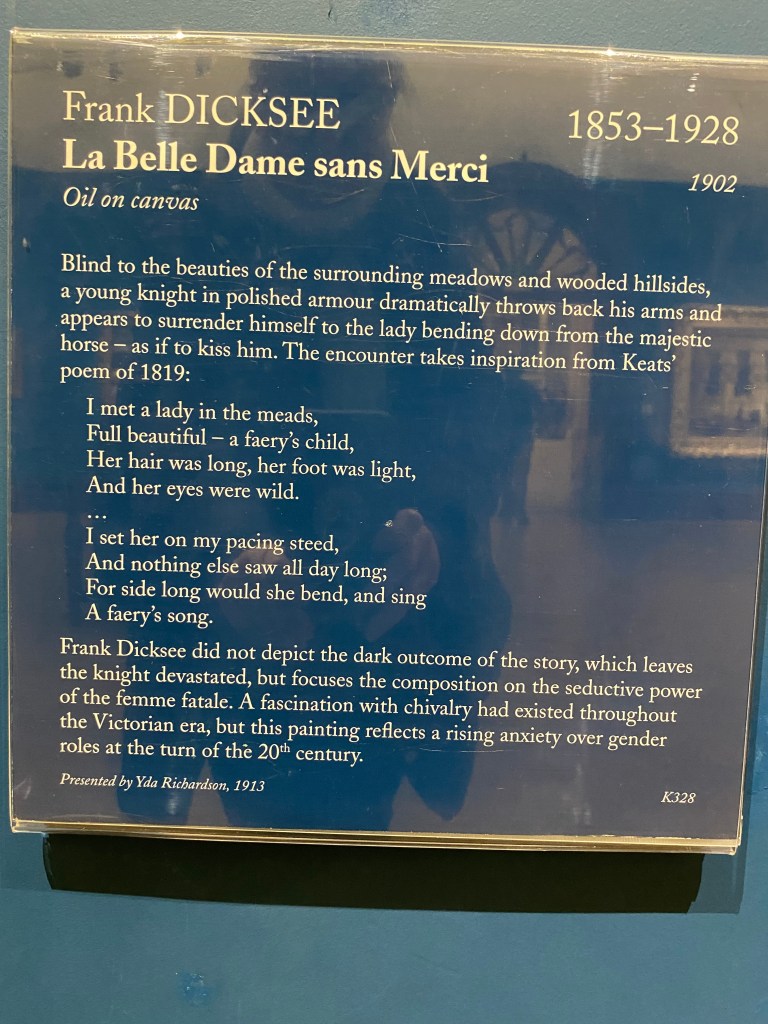 Frank DICKSEE
1853–1928
La Belle Dame sans Merci
1902
Oil on canvas
Blind to the beauties of the surrounding meadows and wooded hillsides,
a young knight in polished armour dramatically throws back his arms and
appears to surrender himself to the lady bending down from the majestic
horse – as if to kiss him. The encounter takes inspiration from Keats’
poem of 1819:
I met a lady in the meads,
Full beautiful – a faery’s child,
Her hair was long, her foot was light,
And her eyes were wild.
...
I set her on my pacing steed,
And nothing else saw all day long;
For side long would she bend, and sing
A faery’s song.
Frank Dicksee did not depict the dark outcome of the story, which leaves
the knight devastated, but focuses the composition on the seductive power
of the femme fatale. A fascination with chivalry had existed throughout
the Victorian era, but this painting reflects a rising anxiety over gender
roles at the turn of the 20th century.
Presented by Yda Richardson, 1913
K328